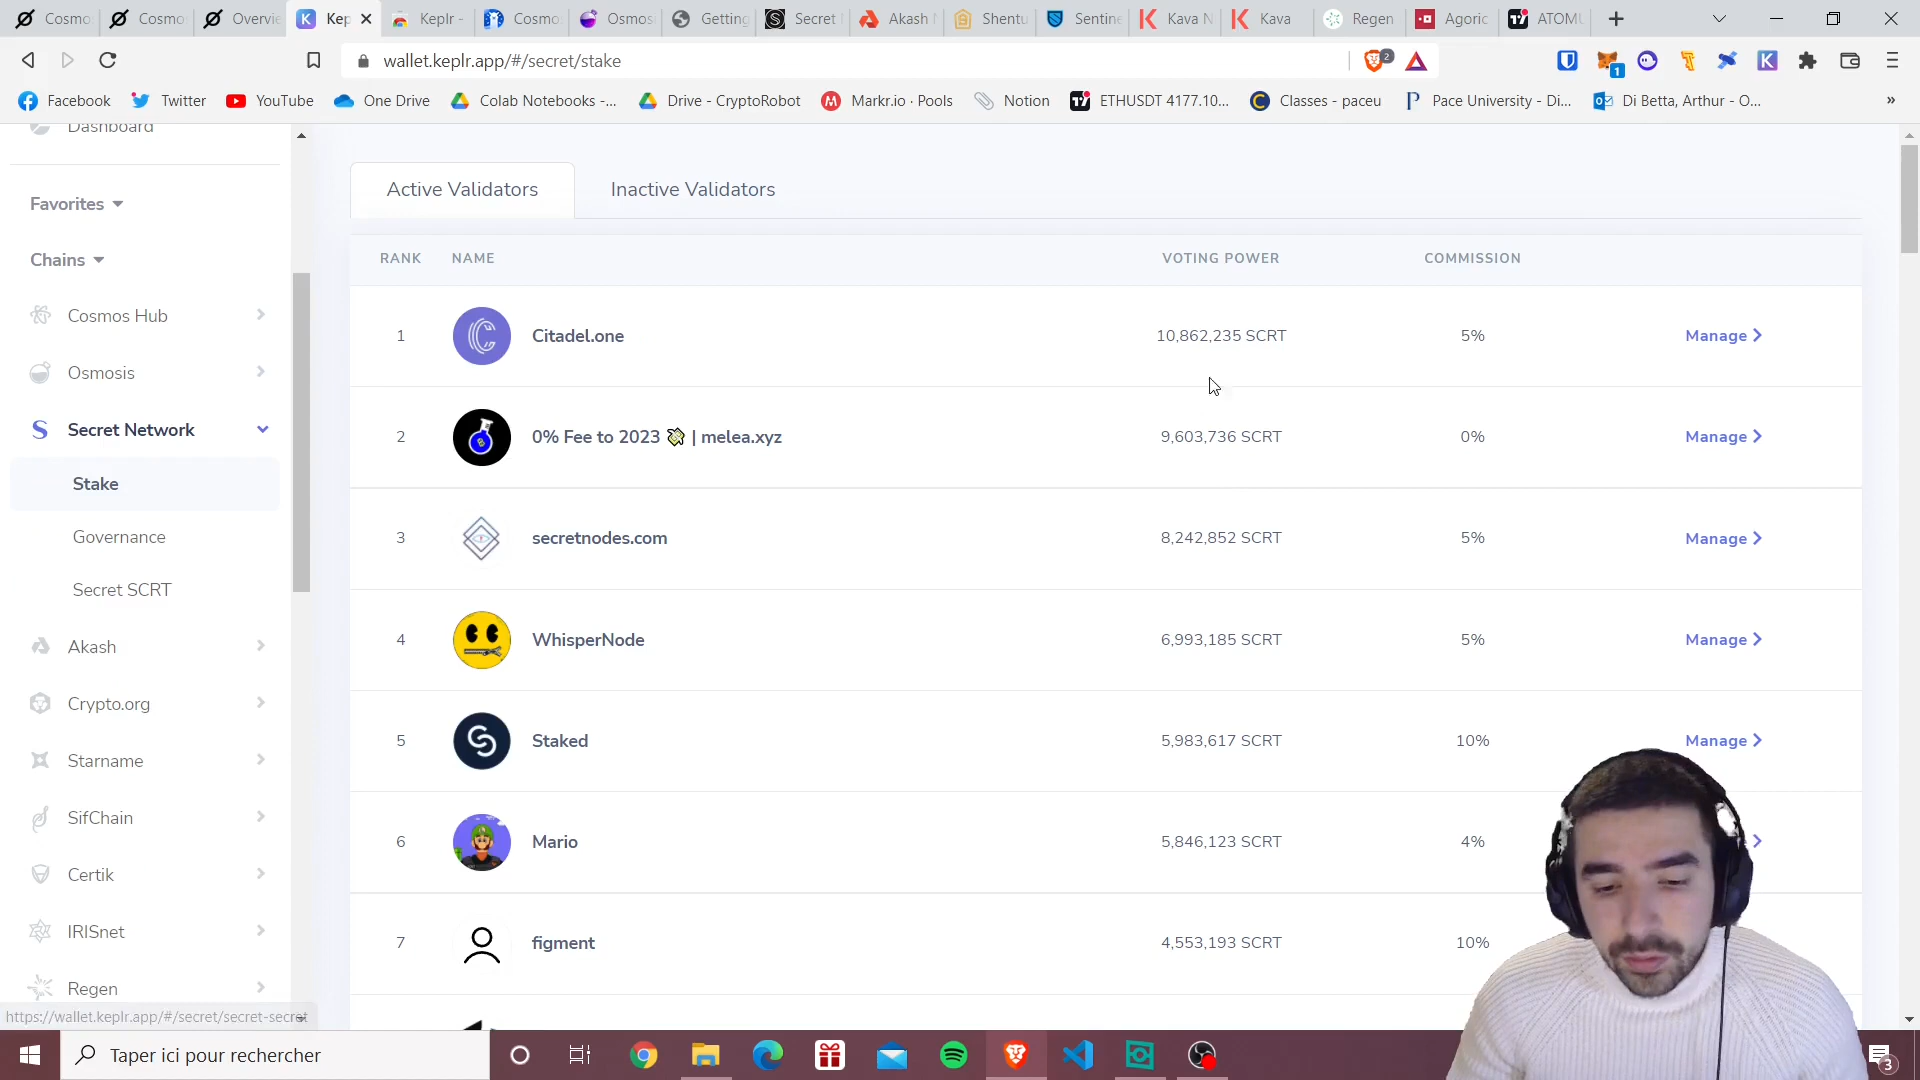 Cosmo
Cosmo
Overvie
Kep
Keplr -
Cosmo
Osmos
Getting
Secret
Akash
Shentu
Sentine
Kava N
Kava
Regen
Agoric
ATOMU
wallet.keplr.app/#/secret/stake
2
1
Facebook
Twitter
YouTube
One Drive
Colab Notebooks -...
Drive - CryptoRobot
Markr.io · Pools
Notion
ETHUSDT 4177.10...
Classes - paceu
Pace University - Di...
Di Betta, Arthur - O...
»
Dashboard
Favorites
Chains
Cosmos Hub
Osmosis
Secret Network
Stake
Governance
Secret SCRT
Akash
Crypto.org
Starname
SifChain
Certik
IRISnet
Regen
Active Validators
Inactive Validators
RANK NAME VOTING POWER COMMISSION
1 Citadel.one 10,862,235 SCRT 5% Manage
2 0% Fee to 2023 💸 | melea.xyz 9,603,736 SCRT 0% Manage
3 secretnodes.com 8,242,852 SCRT 5% Manage
4 WhisperNode 6,993,185 SCRT 5% Manage
5 Staked 5,983,617 SCRT 10% Manage
6 Mario 5,846,123 SCRT 4%
7 figment 4,553,193 SCRT 10%
https://wallet.keplr.app/#/secret/secret-secret
Taper ici pour rechercher
3